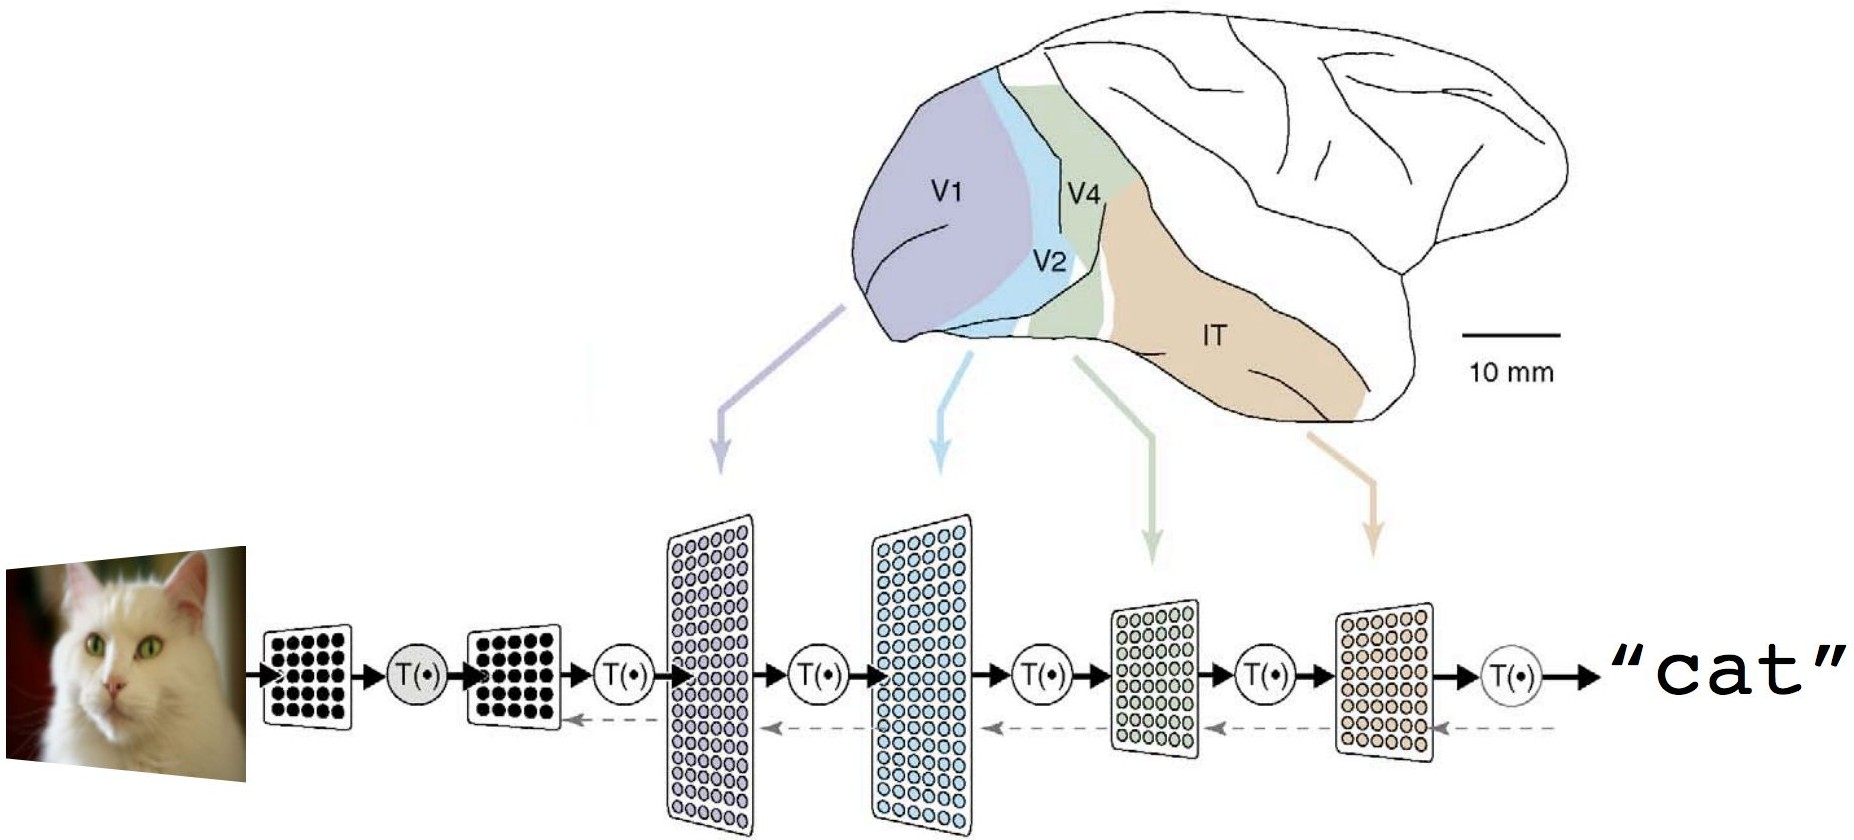 V1
V4
V2
IT
10 mm
T(•) T(•) T(•) T(•) T(•) T(•) “cat”